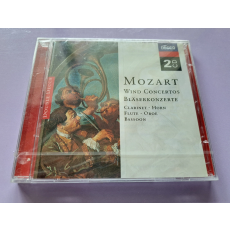 2CD
MOZART
WIND CONCERTOS
BLÄSERKONZERTE
CLARINET · HORN
FLUTE · OBOE
BASSOON